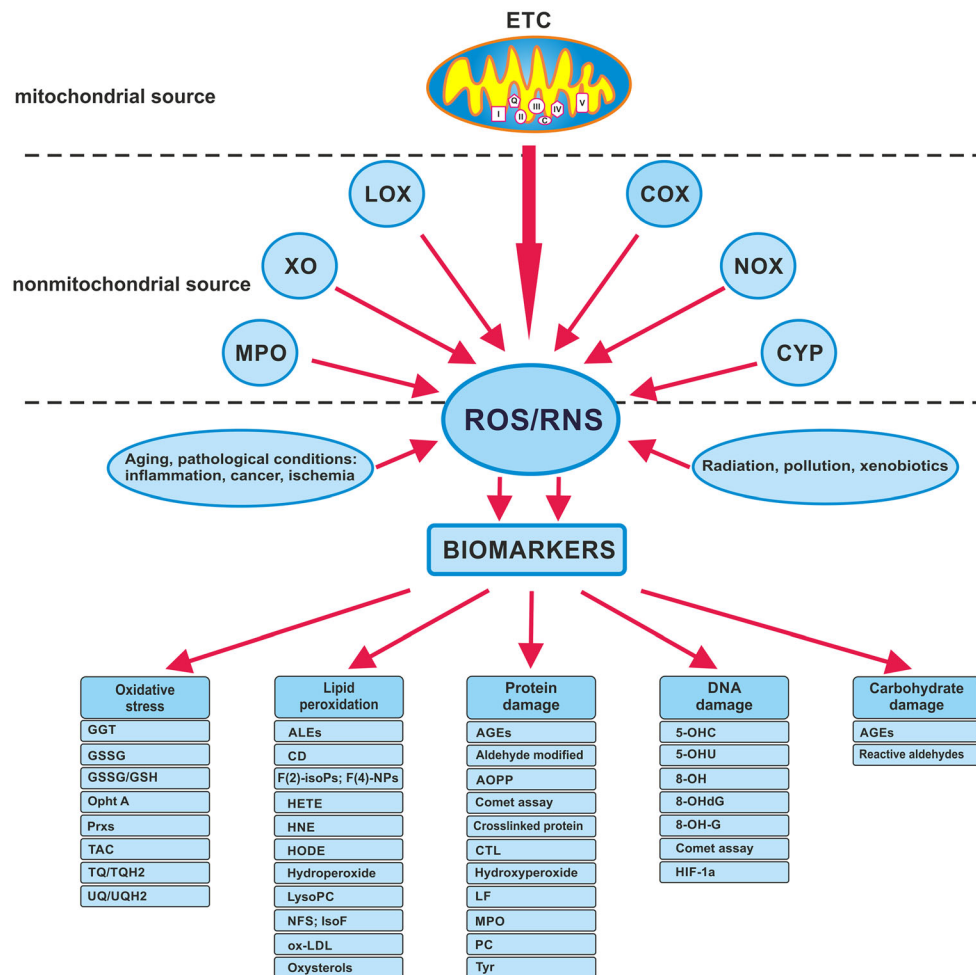 ETC
mitochondrial source
I
Q
II
III
C
IV
V
LOX
COX
XO
NOX
nonmitochondrial source
MPO
CYP
ROS/RNS
Aging, pathological conditions:
inflammation, cancer, ischemia
Radiation, pollution, xenobiotics
BIOMARKERS
Oxidative
stress
GGT
GSSG
GSSG/GSH
Opht A
Prxs
TAC
TQ/TQH2
UQ/UQH2
Lipid
peroxidation
ALEs
CD
F(2)-isoPs; F(4)-NPs
HETE
HNE
HODE
Hydroperoxide
LysoPC
NFS; IsoF
ox-LDL
Oxysterols
Protein
damage
AGEs
Aldehyde modified
AOPP
Comet assay
Crosslinked protein
CTL
Hydroxyperoxide
LF
MPO
PC
Tyr
DNA
damage
5-OHC
5-OHU
8-OH
8-OHdG
8-OH-G
Comet assay
HIF-1a
Carbohydrate
damage
AGEs
Reactive aldehydes